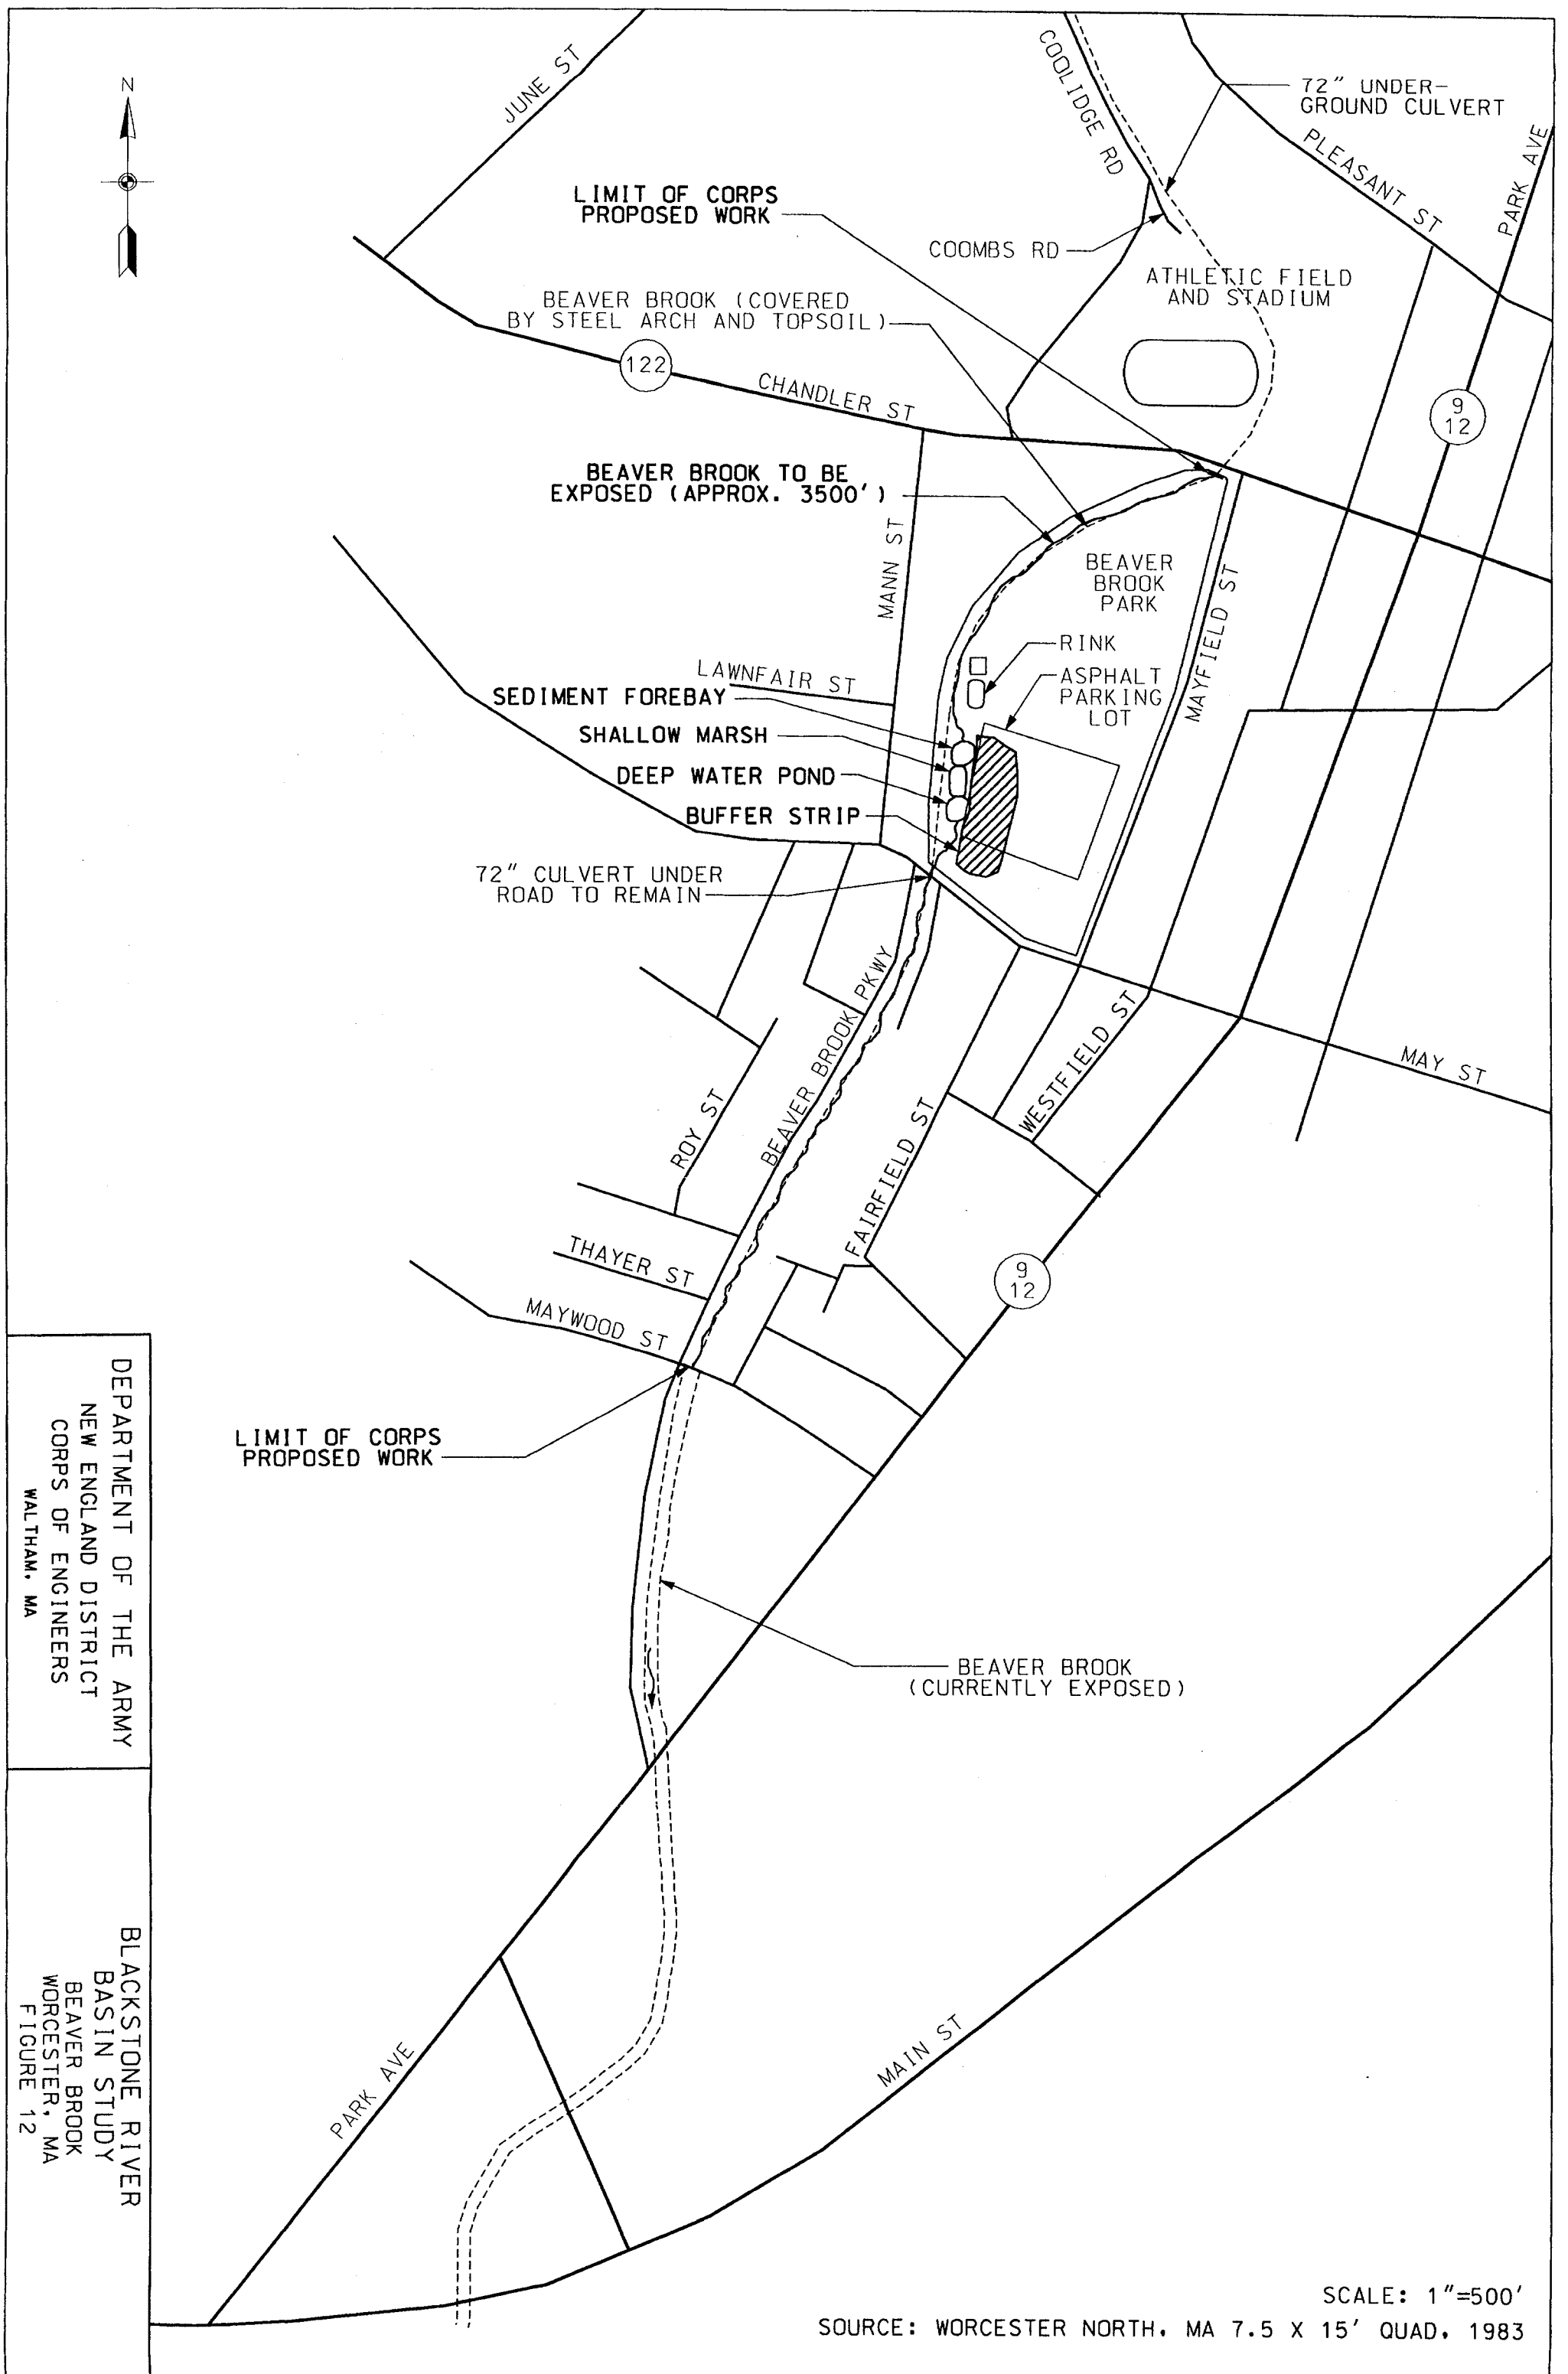 N
JUNE ST
COOLIDGE RD
72" UNDER-
GROUND CULVERT
PLEASANT ST
PARK AVE
LIMIT OF CORPS
PROPOSED WORK
COOMBS RD
ATHLETIC FIELD
AND STADIUM
BEAVER BROOK (COVERED
BY STEEL ARCH AND TOPSOIL)
122
CHANDLER ST
9
12
BEAVER BROOK TO BE
EXPOSED (APPROX. 3500')
MANN ST
BEAVER
BROOK
PARK
MAYFIELD ST
RINK
LAWNFAIR ST
ASPHALT
PARKING
LOT
SEDIMENT FOREBAY
SHALLOW MARSH
DEEP WATER POND
BUFFER STRIP
72" CULVERT UNDER
ROAD TO REMAIN
BEAVER BROOK PKWY
WESTFIELD ST
MAY ST
ROY ST
FAIRFIELD ST
THAYER ST
9
12
MAYWOOD ST
LIMIT OF CORPS
PROPOSED WORK
BEAVER BROOK
(CURRENTLY EXPOSED)
MAIN ST
PARK AVE
DEPARTMENT OF THE ARMY
NEW ENGLAND DISTRICT
CORPS OF ENGINEERS
WALTHAM, MA
BLACKSTONE RIVER
BASIN STUDY
BEAVER BROOK
WORCESTER, MA
FIGURE 12
SCALE: 1"=500'
SOURCE: WORCESTER NORTH, MA 7.5 X 15' QUAD, 1983